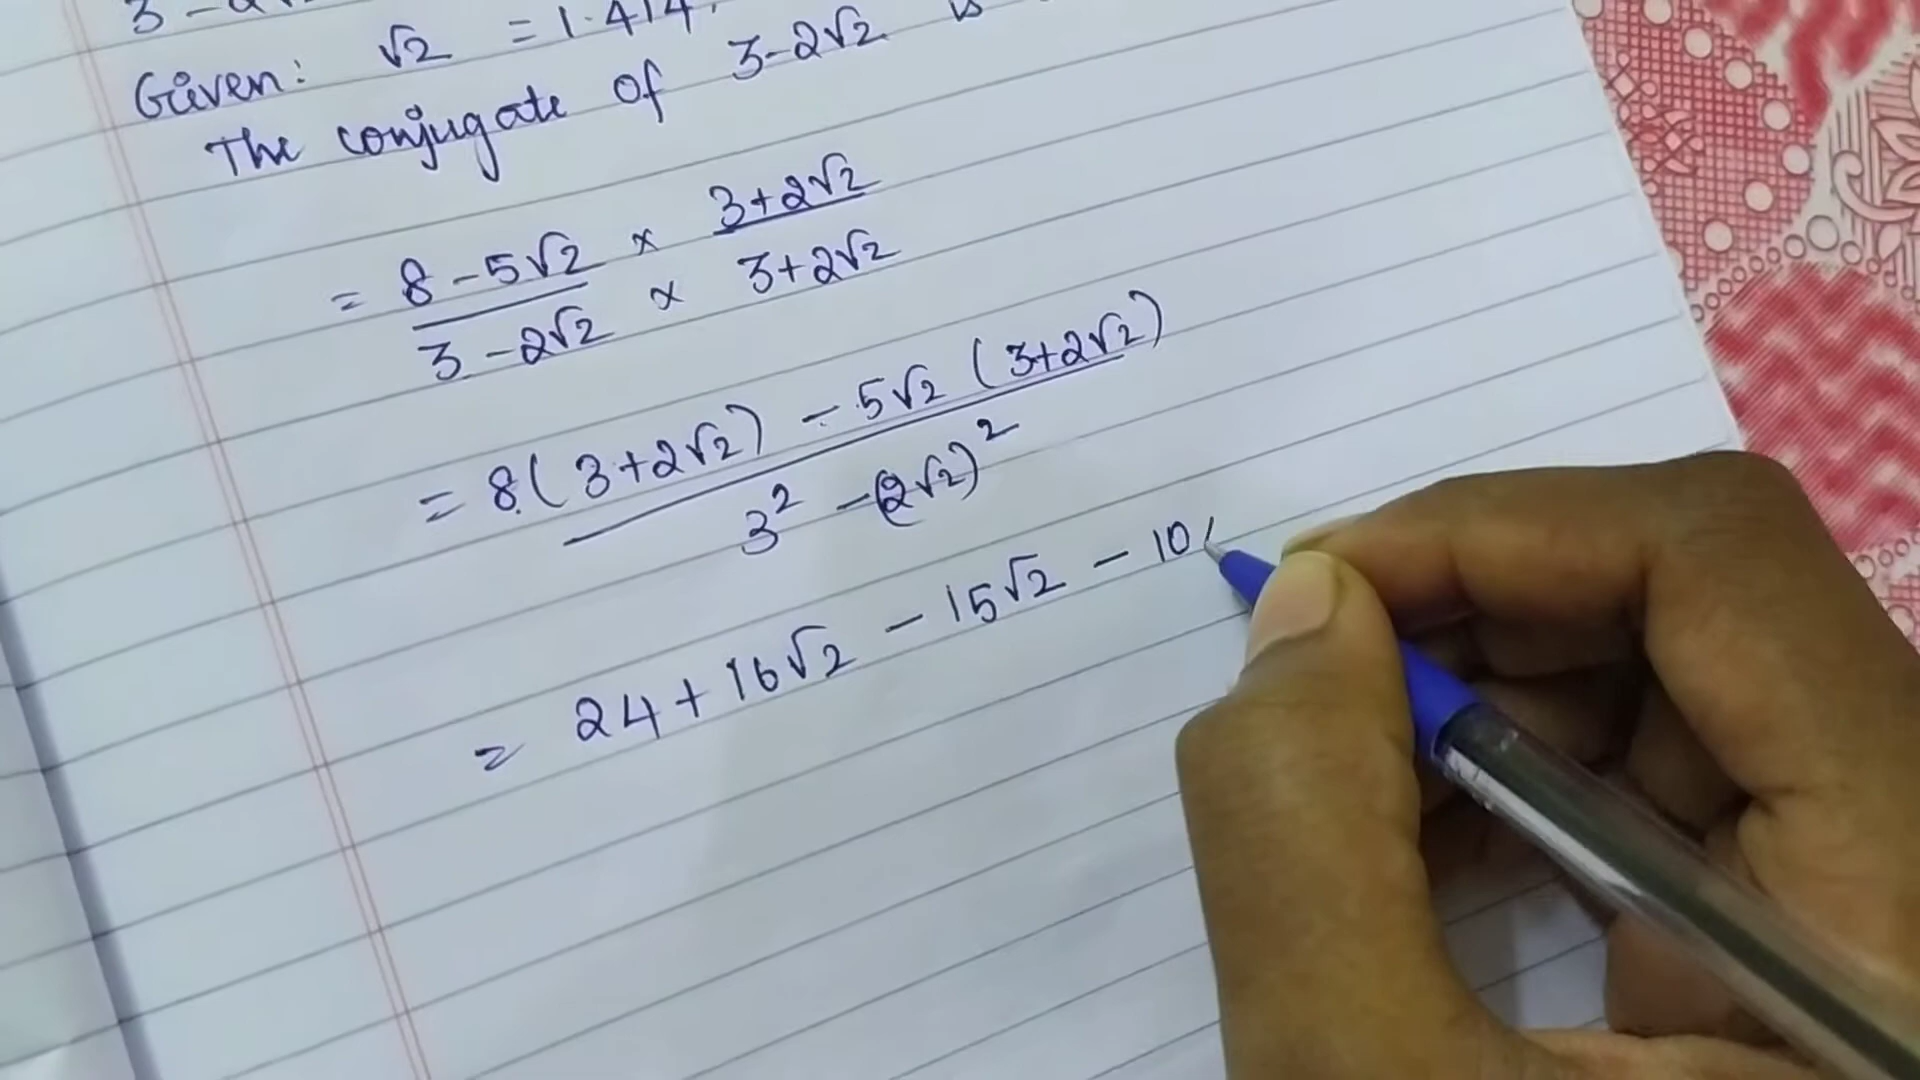 3 - 2
Given: √2 = 1.414
The conjugate of 3-2√2 is
= 8 - 5√2 × 3+2√2
3 - 2√2 × 3+2√2
= 8(3+2√2) - 5√2 (3+2√2)
3² - (2√2)²
= 24 + 16√2 - 15√2 - 10